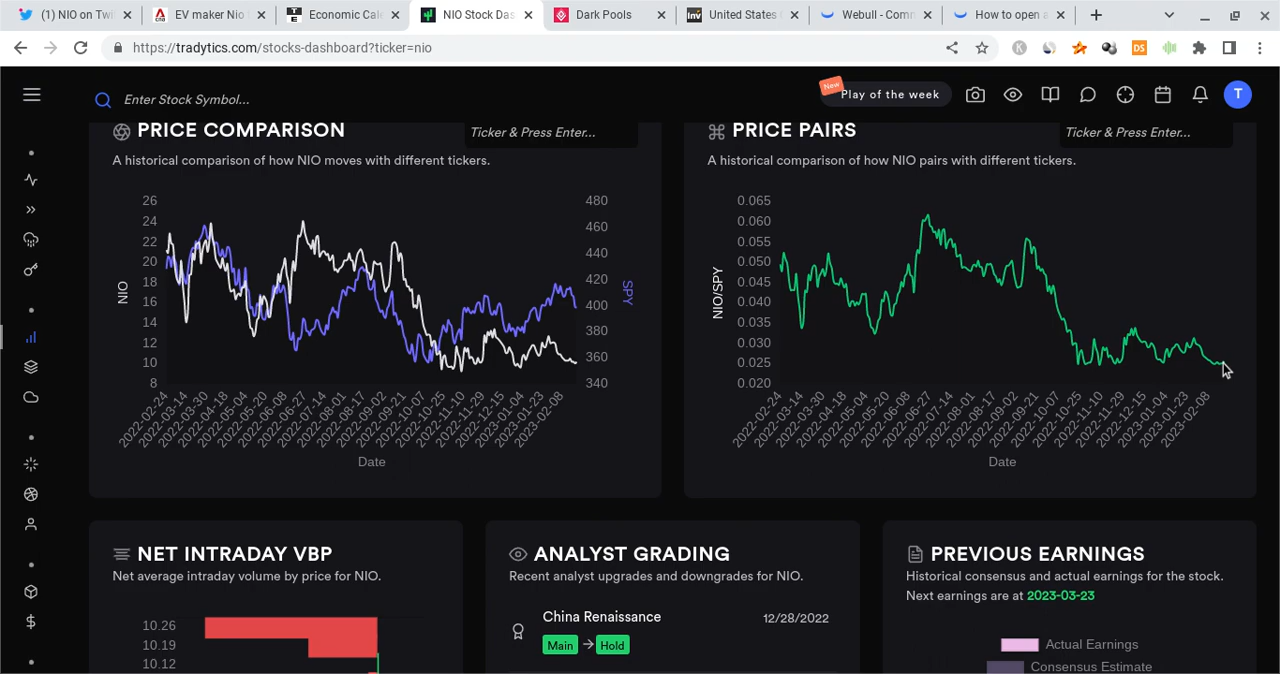 (1) NIO on Tw
EV maker Nio
Economic Cale
NIO Stock Das
Dark Pools
United States
Webull - Comm
How to open a
https://tradytics.com/stocks-dashboard?ticker=nio
Enter Stock Symbol...
New
Play of the week
T
PRICE COMPARISON
Ticker & Press Enter...
A historical comparison of how NIO moves with different tickers.
26
24
22
20
18
16
14
12
10
8
NIO
480
460
440
420
400
380
360
340
SPY
2022-02-24
2022-03-14
2022-03-30
2022-04-18
2022-05-04
2022-05-20
2022-06-08
2022-06-27
2022-07-14
2022-08-01
2022-08-17
2022-09-02
2022-09-21
2022-10-07
2022-10-25
2022-11-10
2022-11-29
2022-12-15
2023-01-04
2023-01-23
2023-02-08
Date
PRICE PAIRS
Ticker & Press Enter...
A historical comparison of how NIO pairs with different tickers.
0.065
0.060
0.055
0.050
0.045
0.040
0.035
0.030
0.025
0.020
NIO/SPY
2022-02-24
2022-03-14
2022-03-30
2022-04-18
2022-05-04
2022-05-20
2022-06-08
2022-06-27
2022-07-14
2022-08-01
2022-08-17
2022-09-02
2022-09-21
2022-10-07
2022-10-25
2022-11-10
2022-11-29
2022-12-15
2023-01-04
2023-01-23
2023-02-08
Date
NET INTRADAY VBP
Net average intraday volume by price for NIO.
10.26
10.19
10.12
ANALYST GRADING
Recent analyst upgrades and downgrades for NIO.
China Renaissance
12/28/2022
Main → Hold
PREVIOUS EARNINGS
Historical consensus and actual earnings for the stock.
Next earnings are at 2023-03-23
Actual Earnings
Consensus Estimate